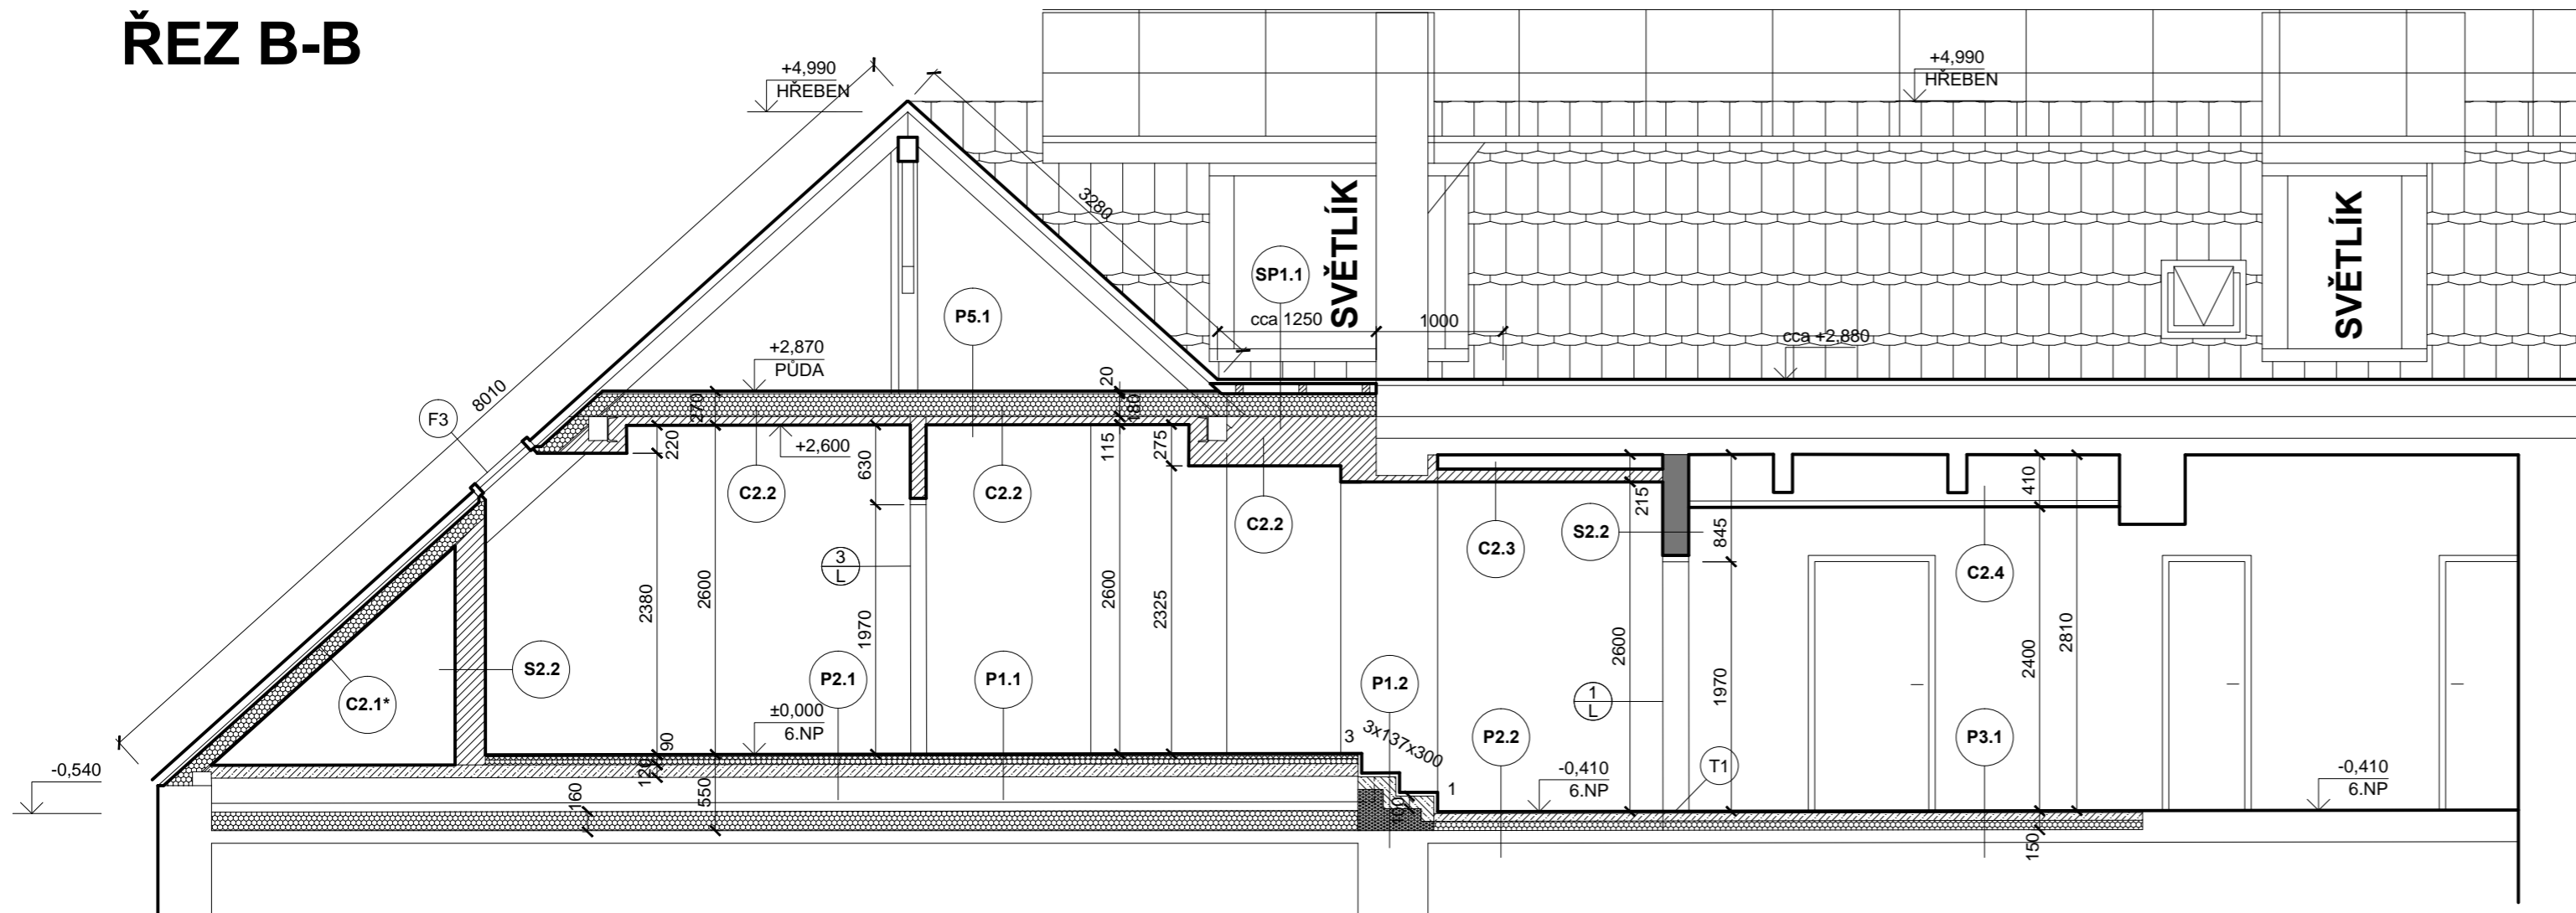 ŘEZ B-B
+4,990
HŘEBEN
+4,990
HŘEBEN
3280
SVĚTLÍK
SVĚTLÍK
SP1.1
P5.1
cca 1250
1000
cca +2,880
+2,870
PŮDA
8010
F3
20
270
180
220
+2,600
630
115
275
C2.2
C2.2
C2.2
C2.3
S2.2
215
845
410
C2.4
3
L
2380
2600
1970
2600
2325
2600
1970
2400
2810
S2.2
C2.1*
P2.1
P1.1
P1.2
1
L
P2.2
P3.1
±0,000
6.NP
3
3x137x300
1
T1
-0,540
90
120
160
550
100
-0,410
6.NP
-0,410
6.NP
150